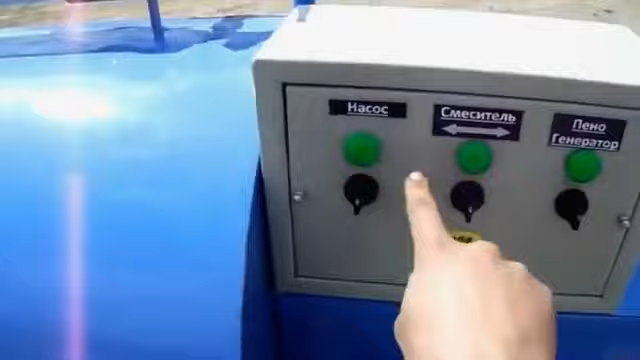 Насос
Смеситель
Пено
Генератор